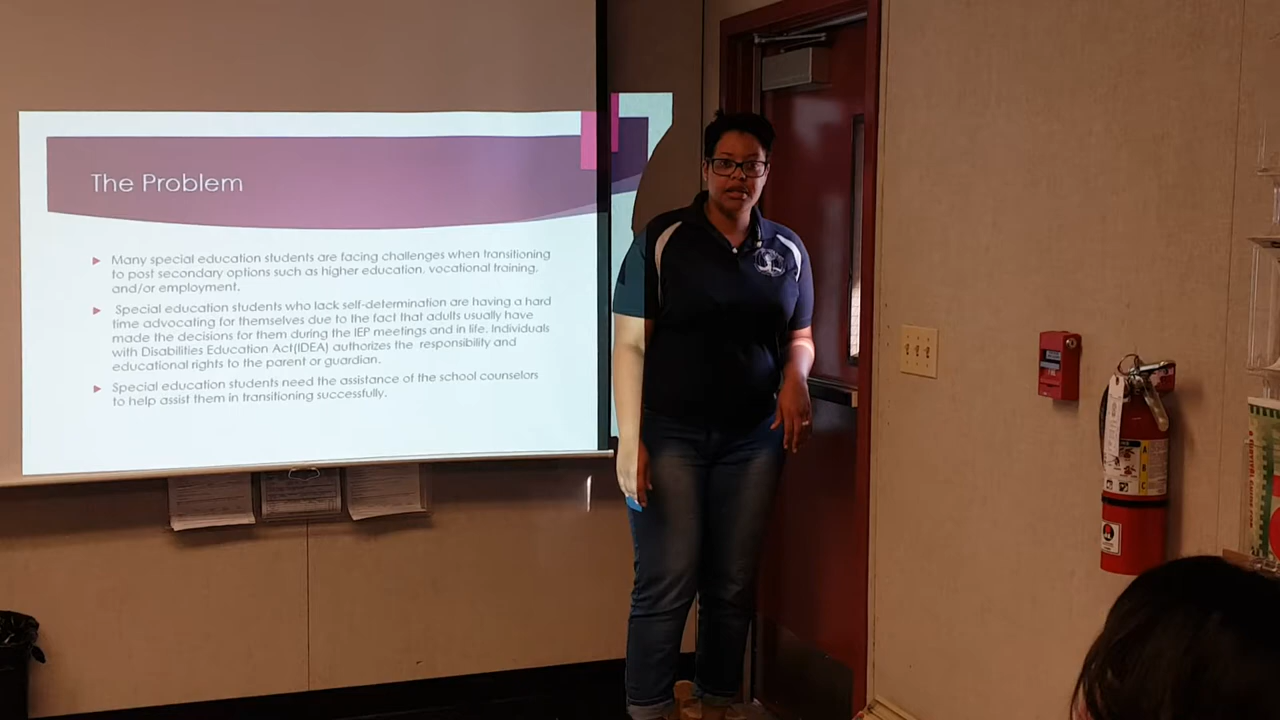 The Problem
Many special education students are facing challenges when transitioning
to post secondary options such as higher education, vocational training,
and/or employment.
Special education students who lack self-determination are having a hard
time advocating for themselves due to the fact that adults usually have
made the decisions for them during the IEP meetings and in life. Individuals
with Disabilities Education Act(IDEA) authorizes the responsibility and
educational rights to the parent or guardian.
Special education students need the assistance of the school counselors
to help assist them in transitioning successfully.
A
B
C